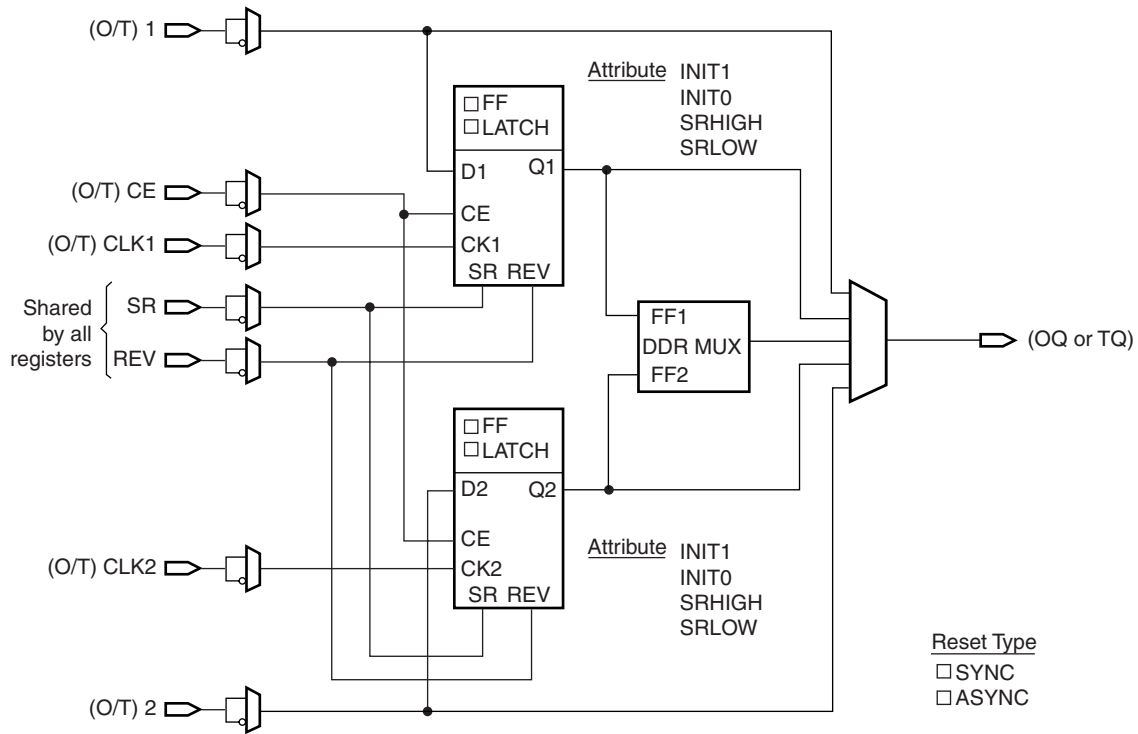 (O/T) 1
Attribute INIT1
INIT0
SRHIGH
SRLOW
FF
LATCH
D1 Q1
CE
CK1
SR REV
(O/T) CE
(O/T) CLK1
Shared
by all
registers
SR
REV
FF1
DDR MUX
FF2
(OQ or TQ)
FF
LATCH
D2 Q2
CE
CK2
SR REV
Attribute INIT1
INIT0
SRHIGH
SRLOW
(O/T) CLK2
(O/T) 2
Reset Type
SYNC
ASYNC